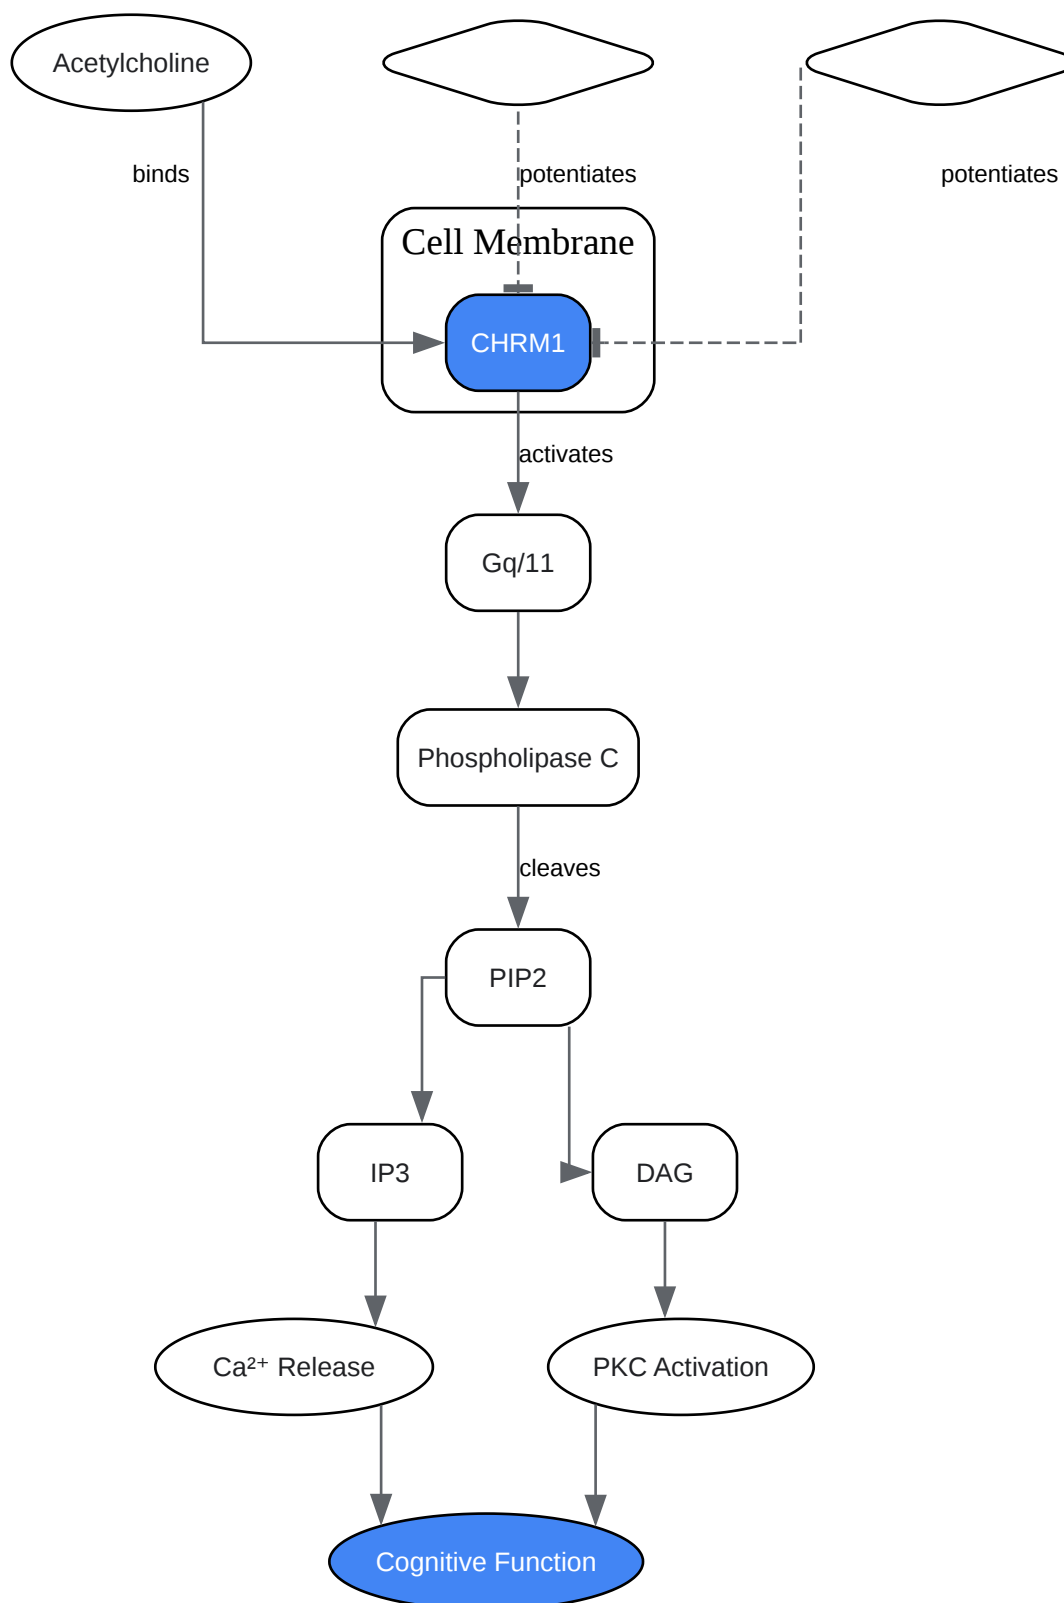 Acetylcholine
binds
potentiates
potentiates
Cell Membrane
CHRM1
activates
Gq/11
Phospholipase C
cleaves
PIP2
IP3
DAG
Ca²⁺ Release
PKC Activation
Cognitive Function